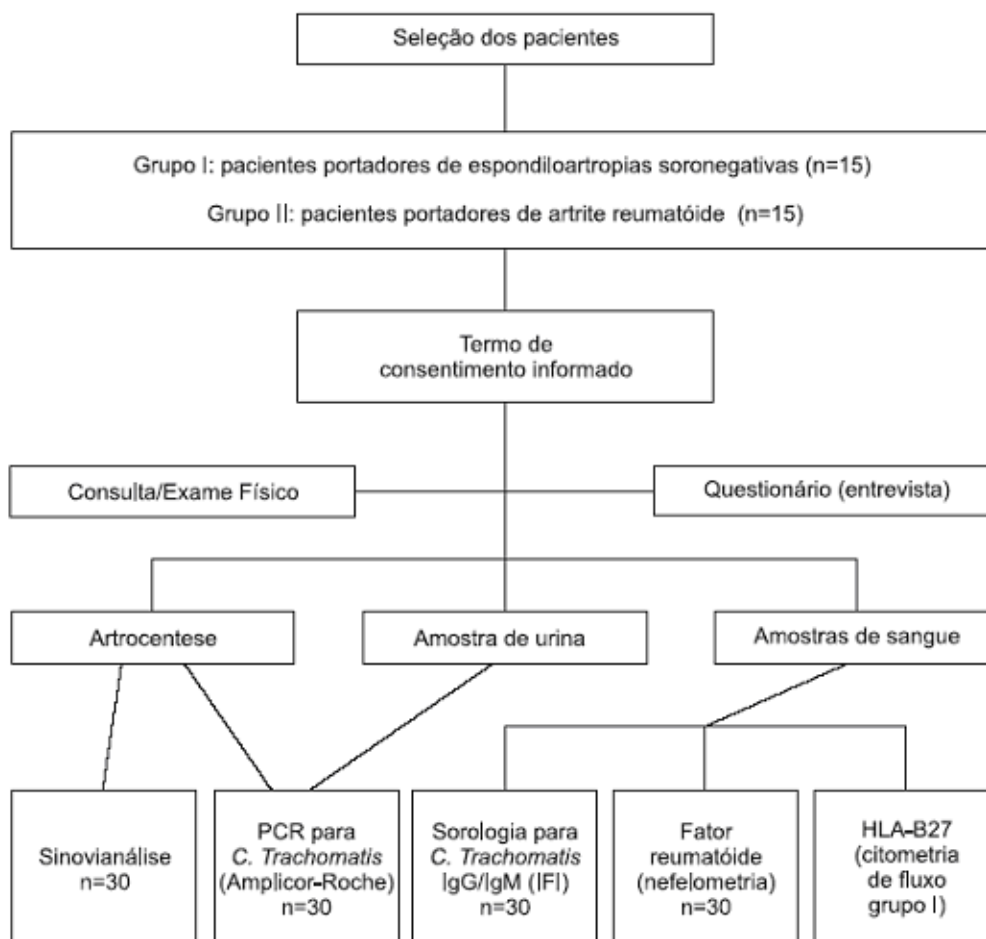 Seleção dos pacientes
Grupo I: pacientes portadores de espondiloartropias soronegativas (n=15)
Grupo II: pacientes portadores de artrite reumatóide (n=15)
Termo de
consentimento informado
Consulta/Exame Físico
Questionário (entrevista)
Artrocentese
Amostra de urina
Amostras de sangue
Sinovianálise
n=30
PCR para
C. Trachomatis
(Amplicor-Roche)
n=30
Sorologia para
C. Trachomatis
IgG/IgM (IFI)
n=30
Fator
reumatóide
(nefelometria)
n=30
HLA-B27
(citometria
de fluxo
grupo I)